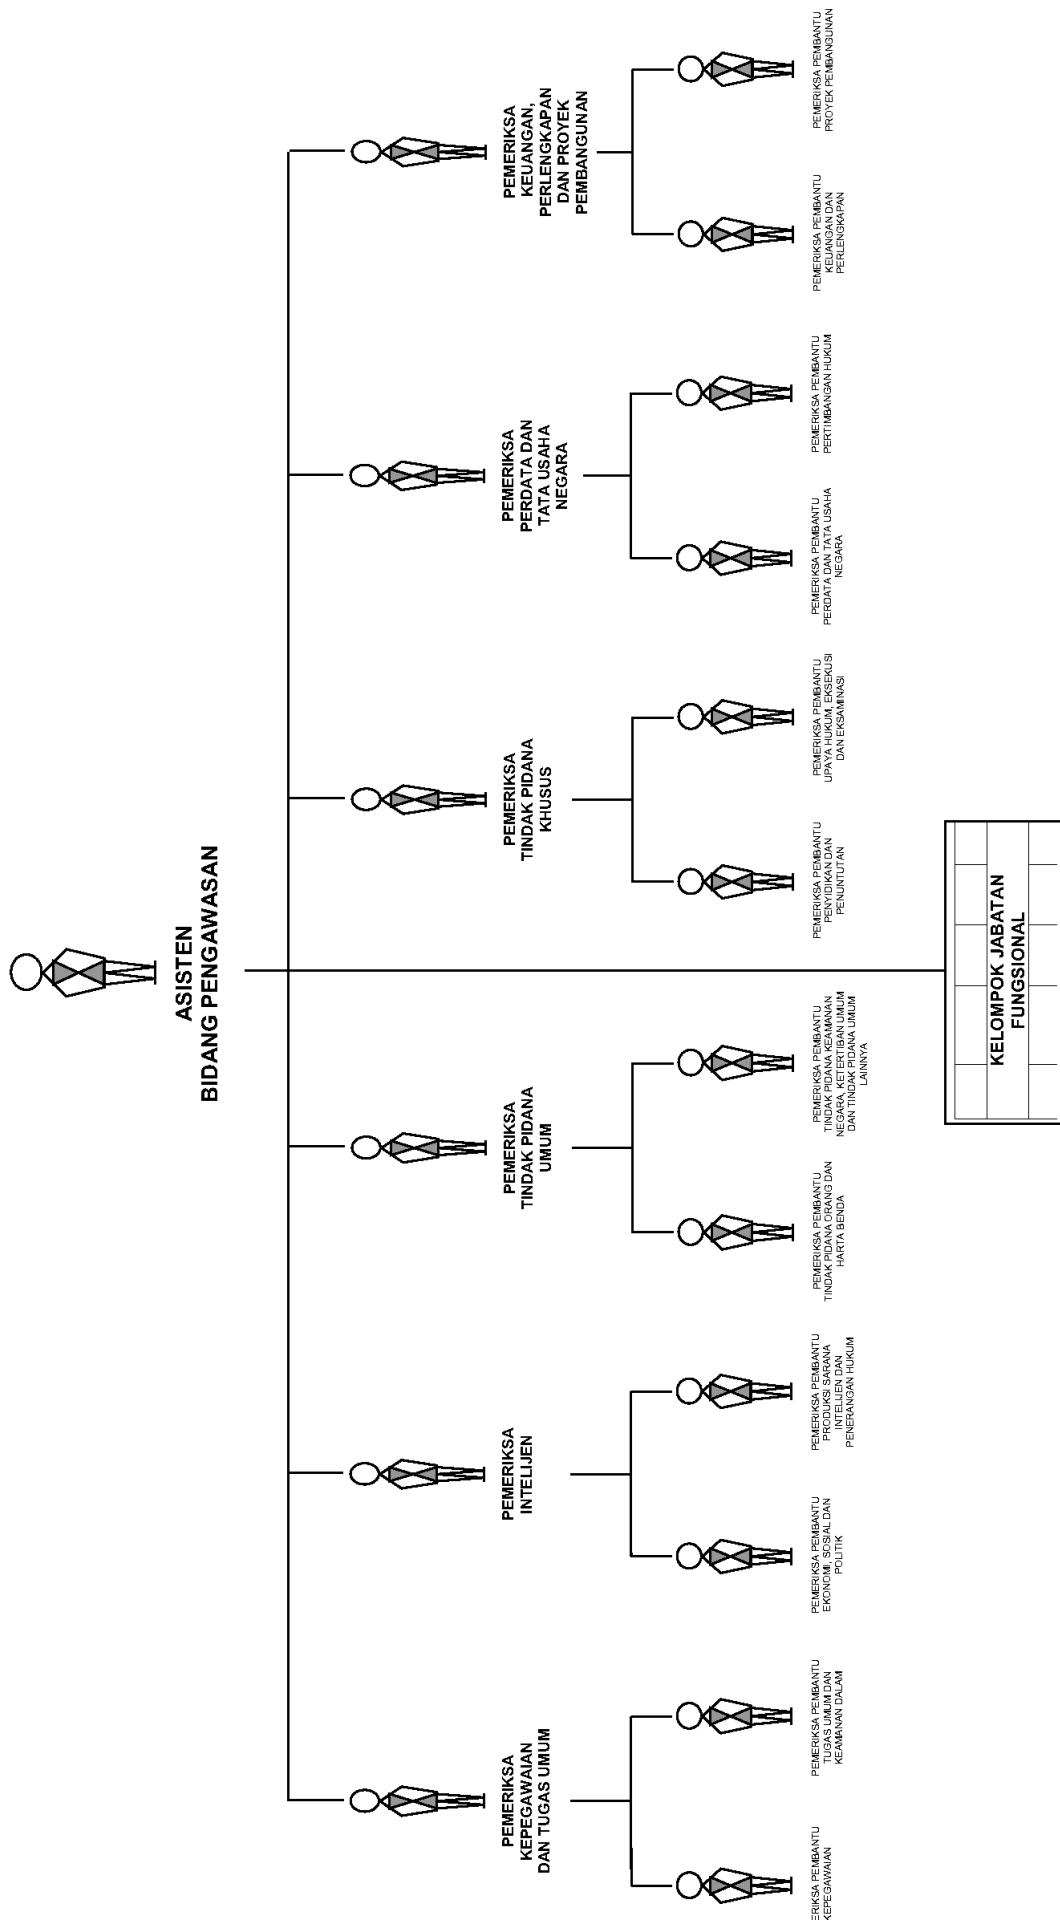 ASISTEN
BIDANG PENGAWASAN
PEMERIKSA
KEPEGAWAIAN
DAN TUGAS UMUM
PEMERIKSA
INTELIJEN
PEMERIKSA
TINDAK PIDANA
UMUM
PEMERIKSA
TINDAK PIDANA
KHUSUS
PEMERIKSA
PERDATA DAN
TATA USAHA
NEGARA
PEMERIKSA
KEUANGAN,
PERLENGKAPAN
DAN PROYEK
PEMBANGUNAN
ERIKSA PEMBANTU
KEPEGAWAIAN
PEMERIKSA PEMBANTU
TUGAS UMUM DAN
KEAMANAN DALAM
PEMERIKSA PEMBANTU
EKONOMI, SOSIAL DAN
POLITIK
PEMERIKSA PEMBANTU
PRODUKSI SARANA
INTELIJEN DAN
PENERANGAN HUKUM
PEMERIKSA PEMBANTU
TINDAK PIDANA ORANG DAN
HARTA BENDA
PEMERIKSA PEMBANTU
TINDAK PIDANA KEAMANAN
NEGARA, KETERTIBAN UMUM
DAN TINDAK PIDANA UMUM
LAINNYA
PEMERIKSA PEMBANTU
PENYIDIKAN DAN
PENUNTUTAN
PEMERIKSA PEMBANTU
UPAYA HUKUM, EKSEKUSI
DAN EKSAMINASI
PEMERIKSA PEMBANTU
PERDATA DAN TATA USAHA
NEGARA
PEMERIKSA PEMBANTU
PERTIMBANGAN HUKUM
PEMERIKSA PEMBANTU
KEUANGAN DAN
PERLENGKAPAN
PEMERIKSA PEMBANTU
PROYEK PEMBANGUNAN
KELOMPOK JABATAN
FUNGSIONAL